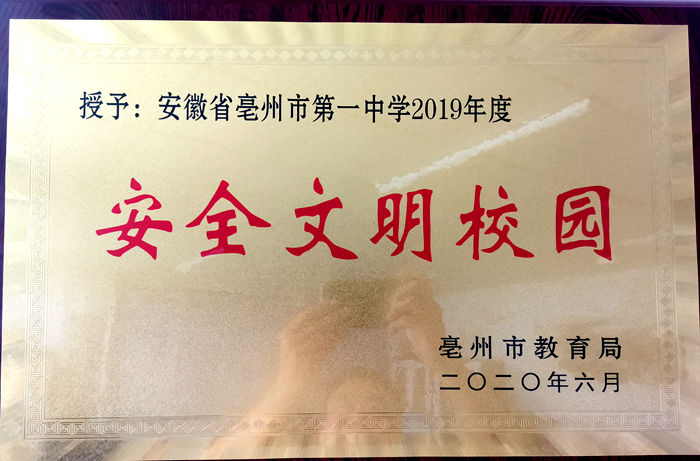 授予：安徽省亳州市第一中学2019年度
安全文明校园
亳州市教育局
二〇二〇年六月